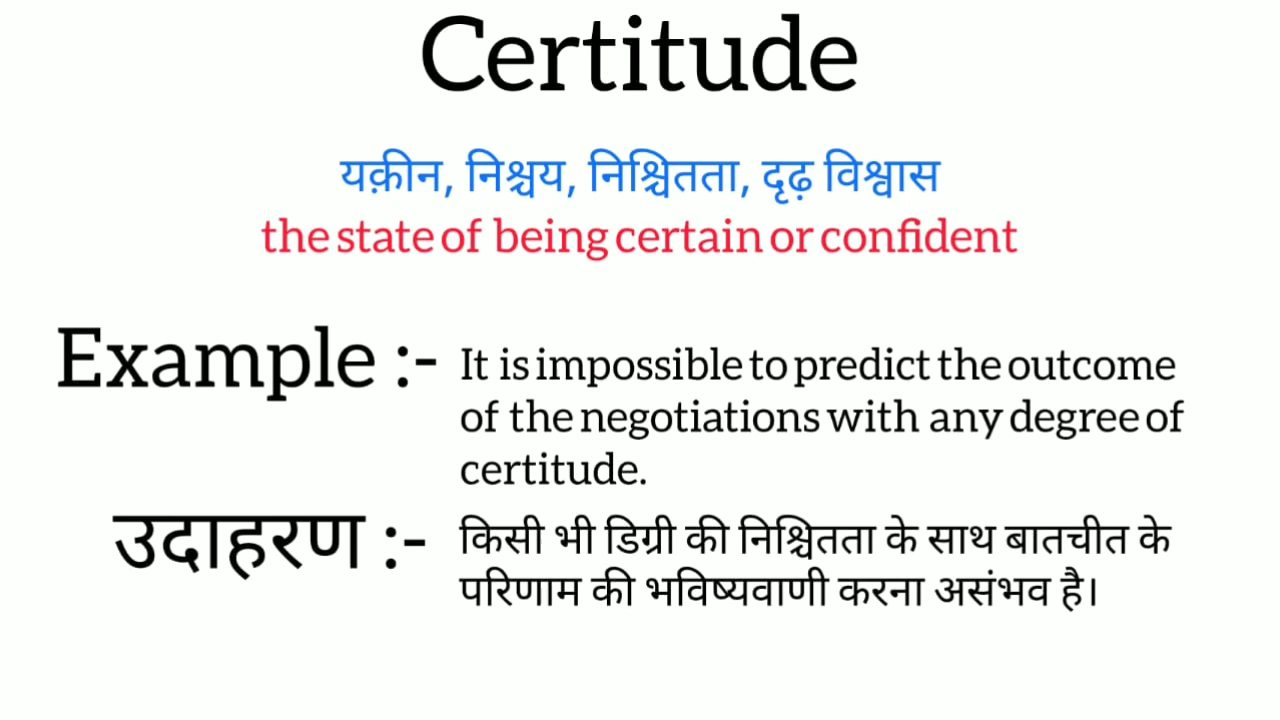 Certitude
यक़ीन, निश्चय, निश्चितता, दृढ़ विश्वास
the state of being certain or confident
Example :- It is impossible to predict the outcome
of the negotiations with any degree of
certitude.
उदाहरण :- किसी भी डिग्री की निश्चितता के साथ बातचीत के
परिणाम की भविष्यवाणी करना असंभव है।